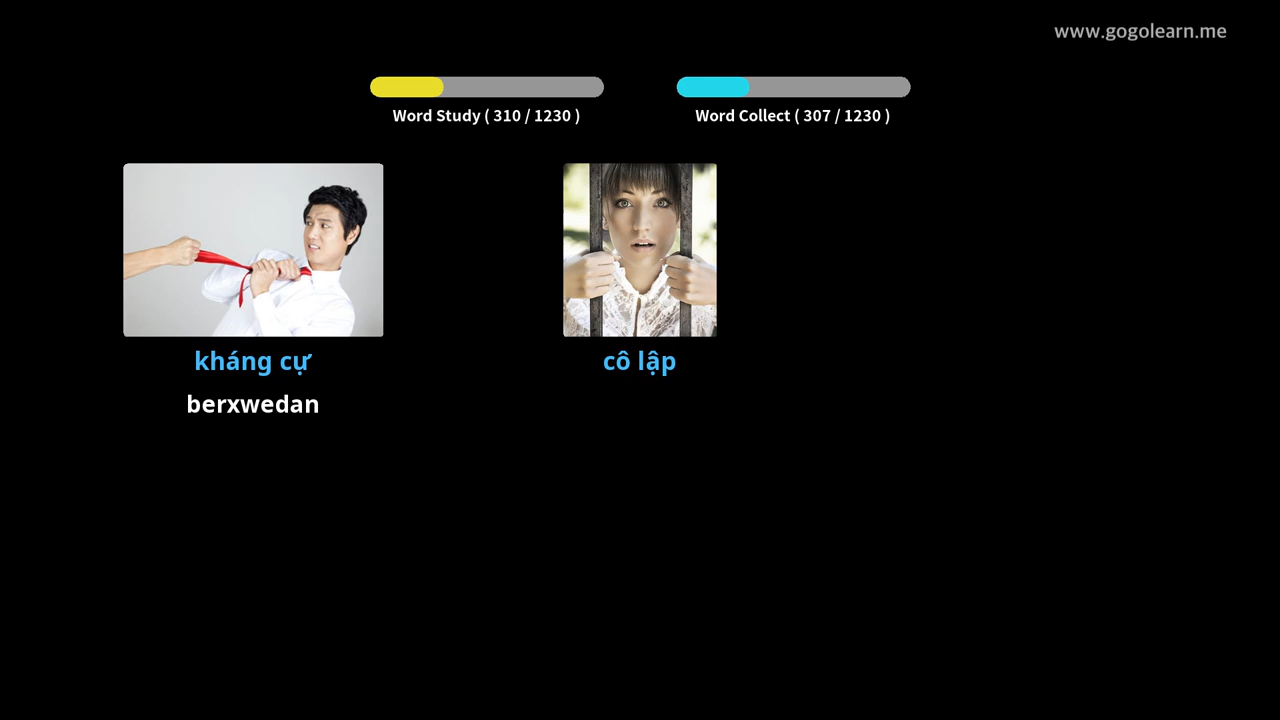 www.gogolearn.me
Word Study ( 310 / 1230 )
Word Collect ( 307 / 1230 )
kháng cự
cô lập
berxwedan